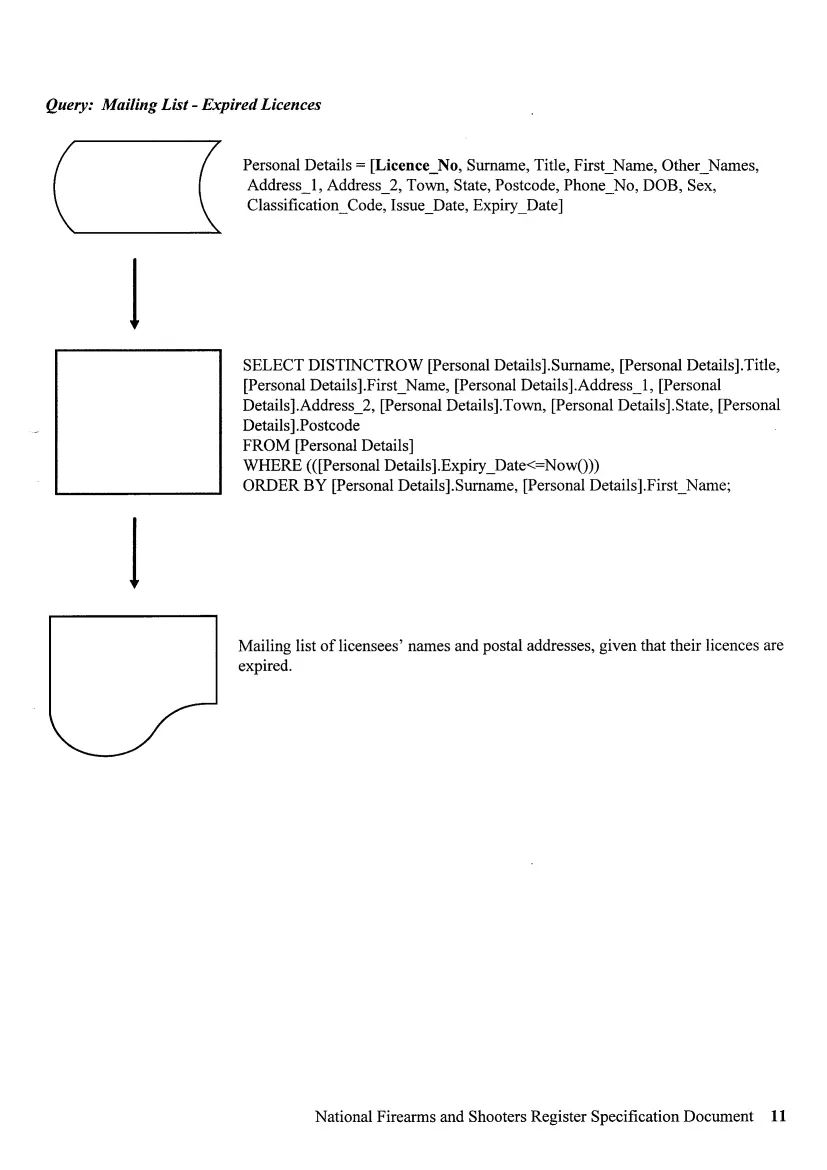 Query: Mailing List - Expired Licences
Personal Details = [Licence_No, Surname, Title, First_Name, Other_Names,
Address_1, Address_2, Town, State, Postcode, Phone_No, DOB, Sex,
Classification_Code, Issue_Date, Expiry_Date]
SELECT DISTINCTROW [Personal Details].Surname, [Personal Details].Title,
[Personal Details].First_Name, [Personal Details].Address_1, [Personal
Details].Address_2, [Personal Details].Town, [Personal Details].State, [Personal
Details].Postcode
FROM [Personal Details]
WHERE (([Personal Details].Expiry_Date<=Now()))
ORDER BY [Personal Details].Surname, [Personal Details].First_Name;
Mailing list of licensees' names and postal addresses, given that their licences are
expired.
National Firearms and Shooters Register Specification Document 11